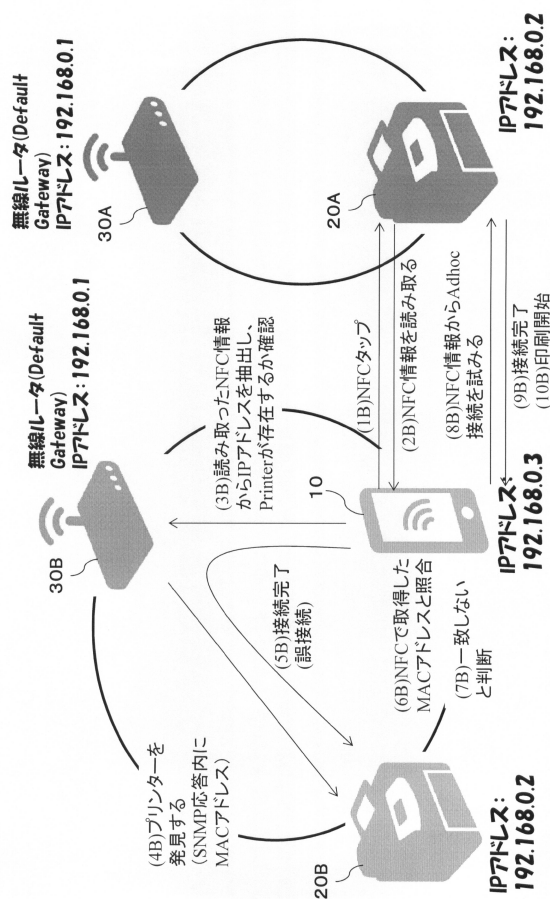 無線ルータ(Default
Gateway)
IPアドレス:192.168.0.1
30B
無線ルータ(Default
Gateway)
IPアドレス:192.168.0.1
30A
(3B)読み取ったNFC情報
からIPアドレスを抽出し、
Printerが存在するか確認
(4B)プリンターを
発見する
(SNMP応答内に
MACアドレス)
(5B)接続完了
(誤接続)
10
(1B)NFCタップ
(2B)NFC情報を読み取る
20A
(6B)NFCで取得した
MACアドレスと照合
(7B)一致しない
と判断
(8B)NFC情報からAdhoc
接続を試みる
(9B)接続完了
(10B)印刷開始
20B
IPアドレス:
192.168.0.2
IPアドレス:
192.168.0.3
IPアドレス:
192.168.0.2